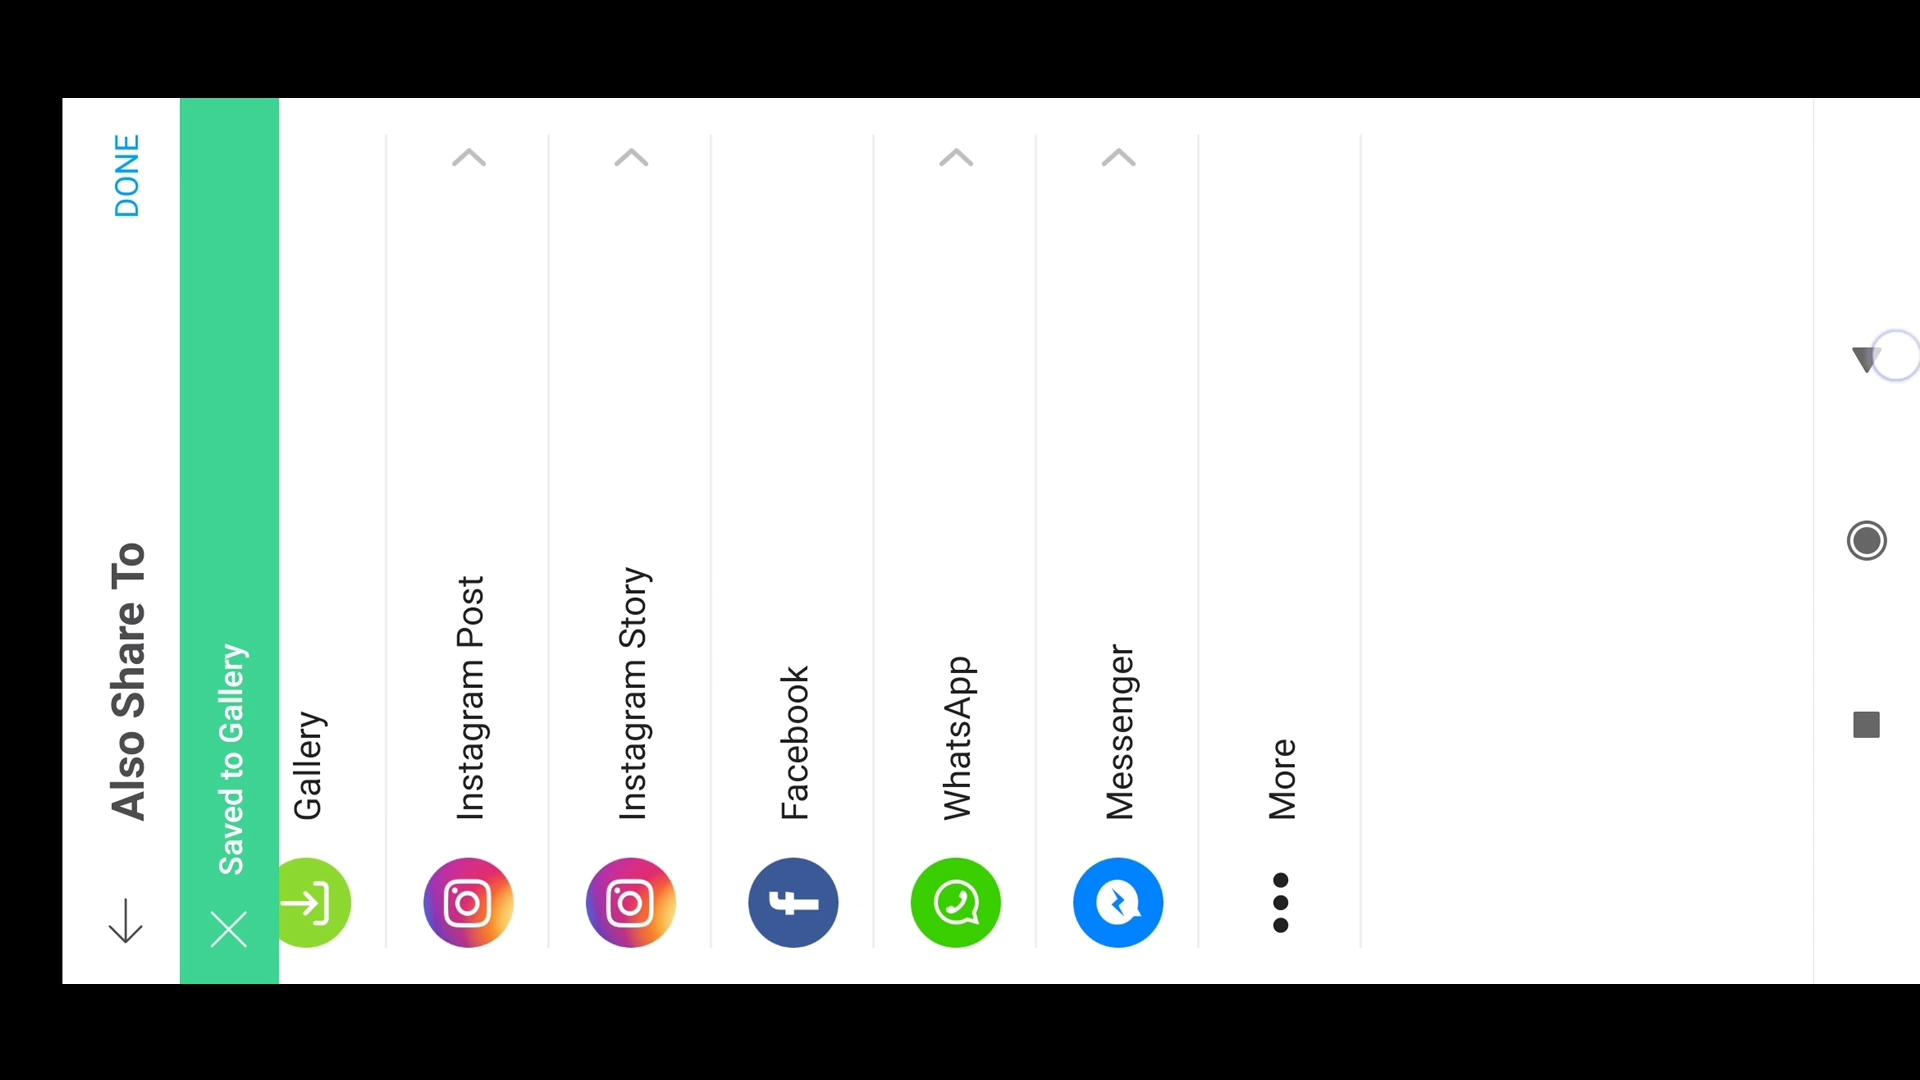 Also Share To
DONE
Saved to Gallery
Gallery
Instagram Post
Instagram Story
Facebook
WhatsApp
Messenger
More